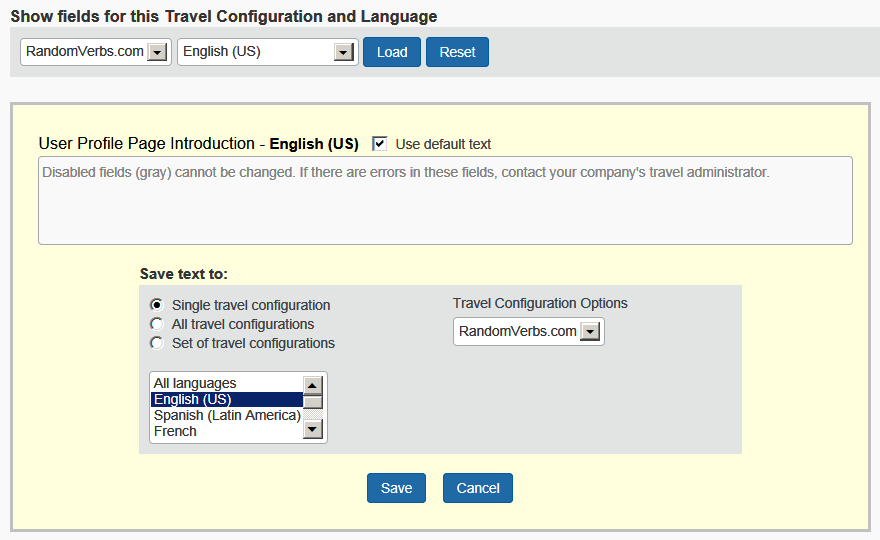 Show fields for this Travel Configuration and Language
RandomVerbs.com English (US) Load Reset
User Profile Page Introduction - English (US) Use default text
Disabled fields (gray) cannot be changed. If there are errors in these fields, contact your company's travel administrator.
Save text to:
Single travel configuration
All travel configurations
Set of travel configurations
Travel Configuration Options
RandomVerbs.com
All languages
English (US)
Spanish (Latin America)
French
Save Cancel